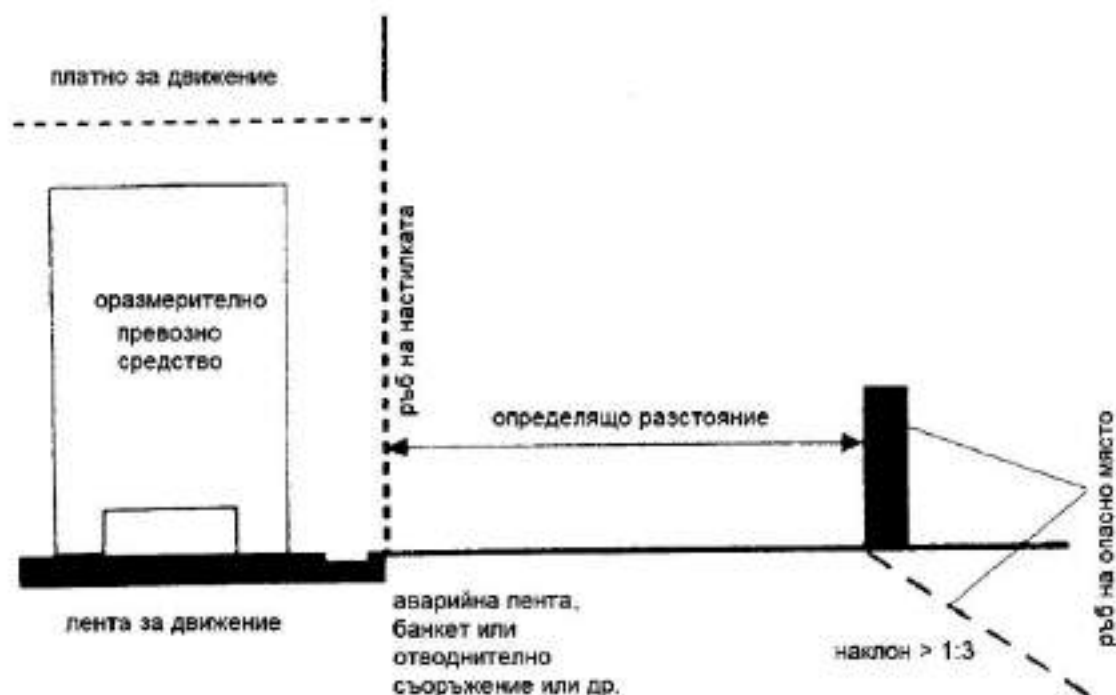 платно за движение
ръб на настилката
оразмерително
превозно
средство
определящо разстояние
ръб на опасно място
лента за движение
аварийна лента,
банкет или
отводнително
съоръжение или др.
наклон > 1:3